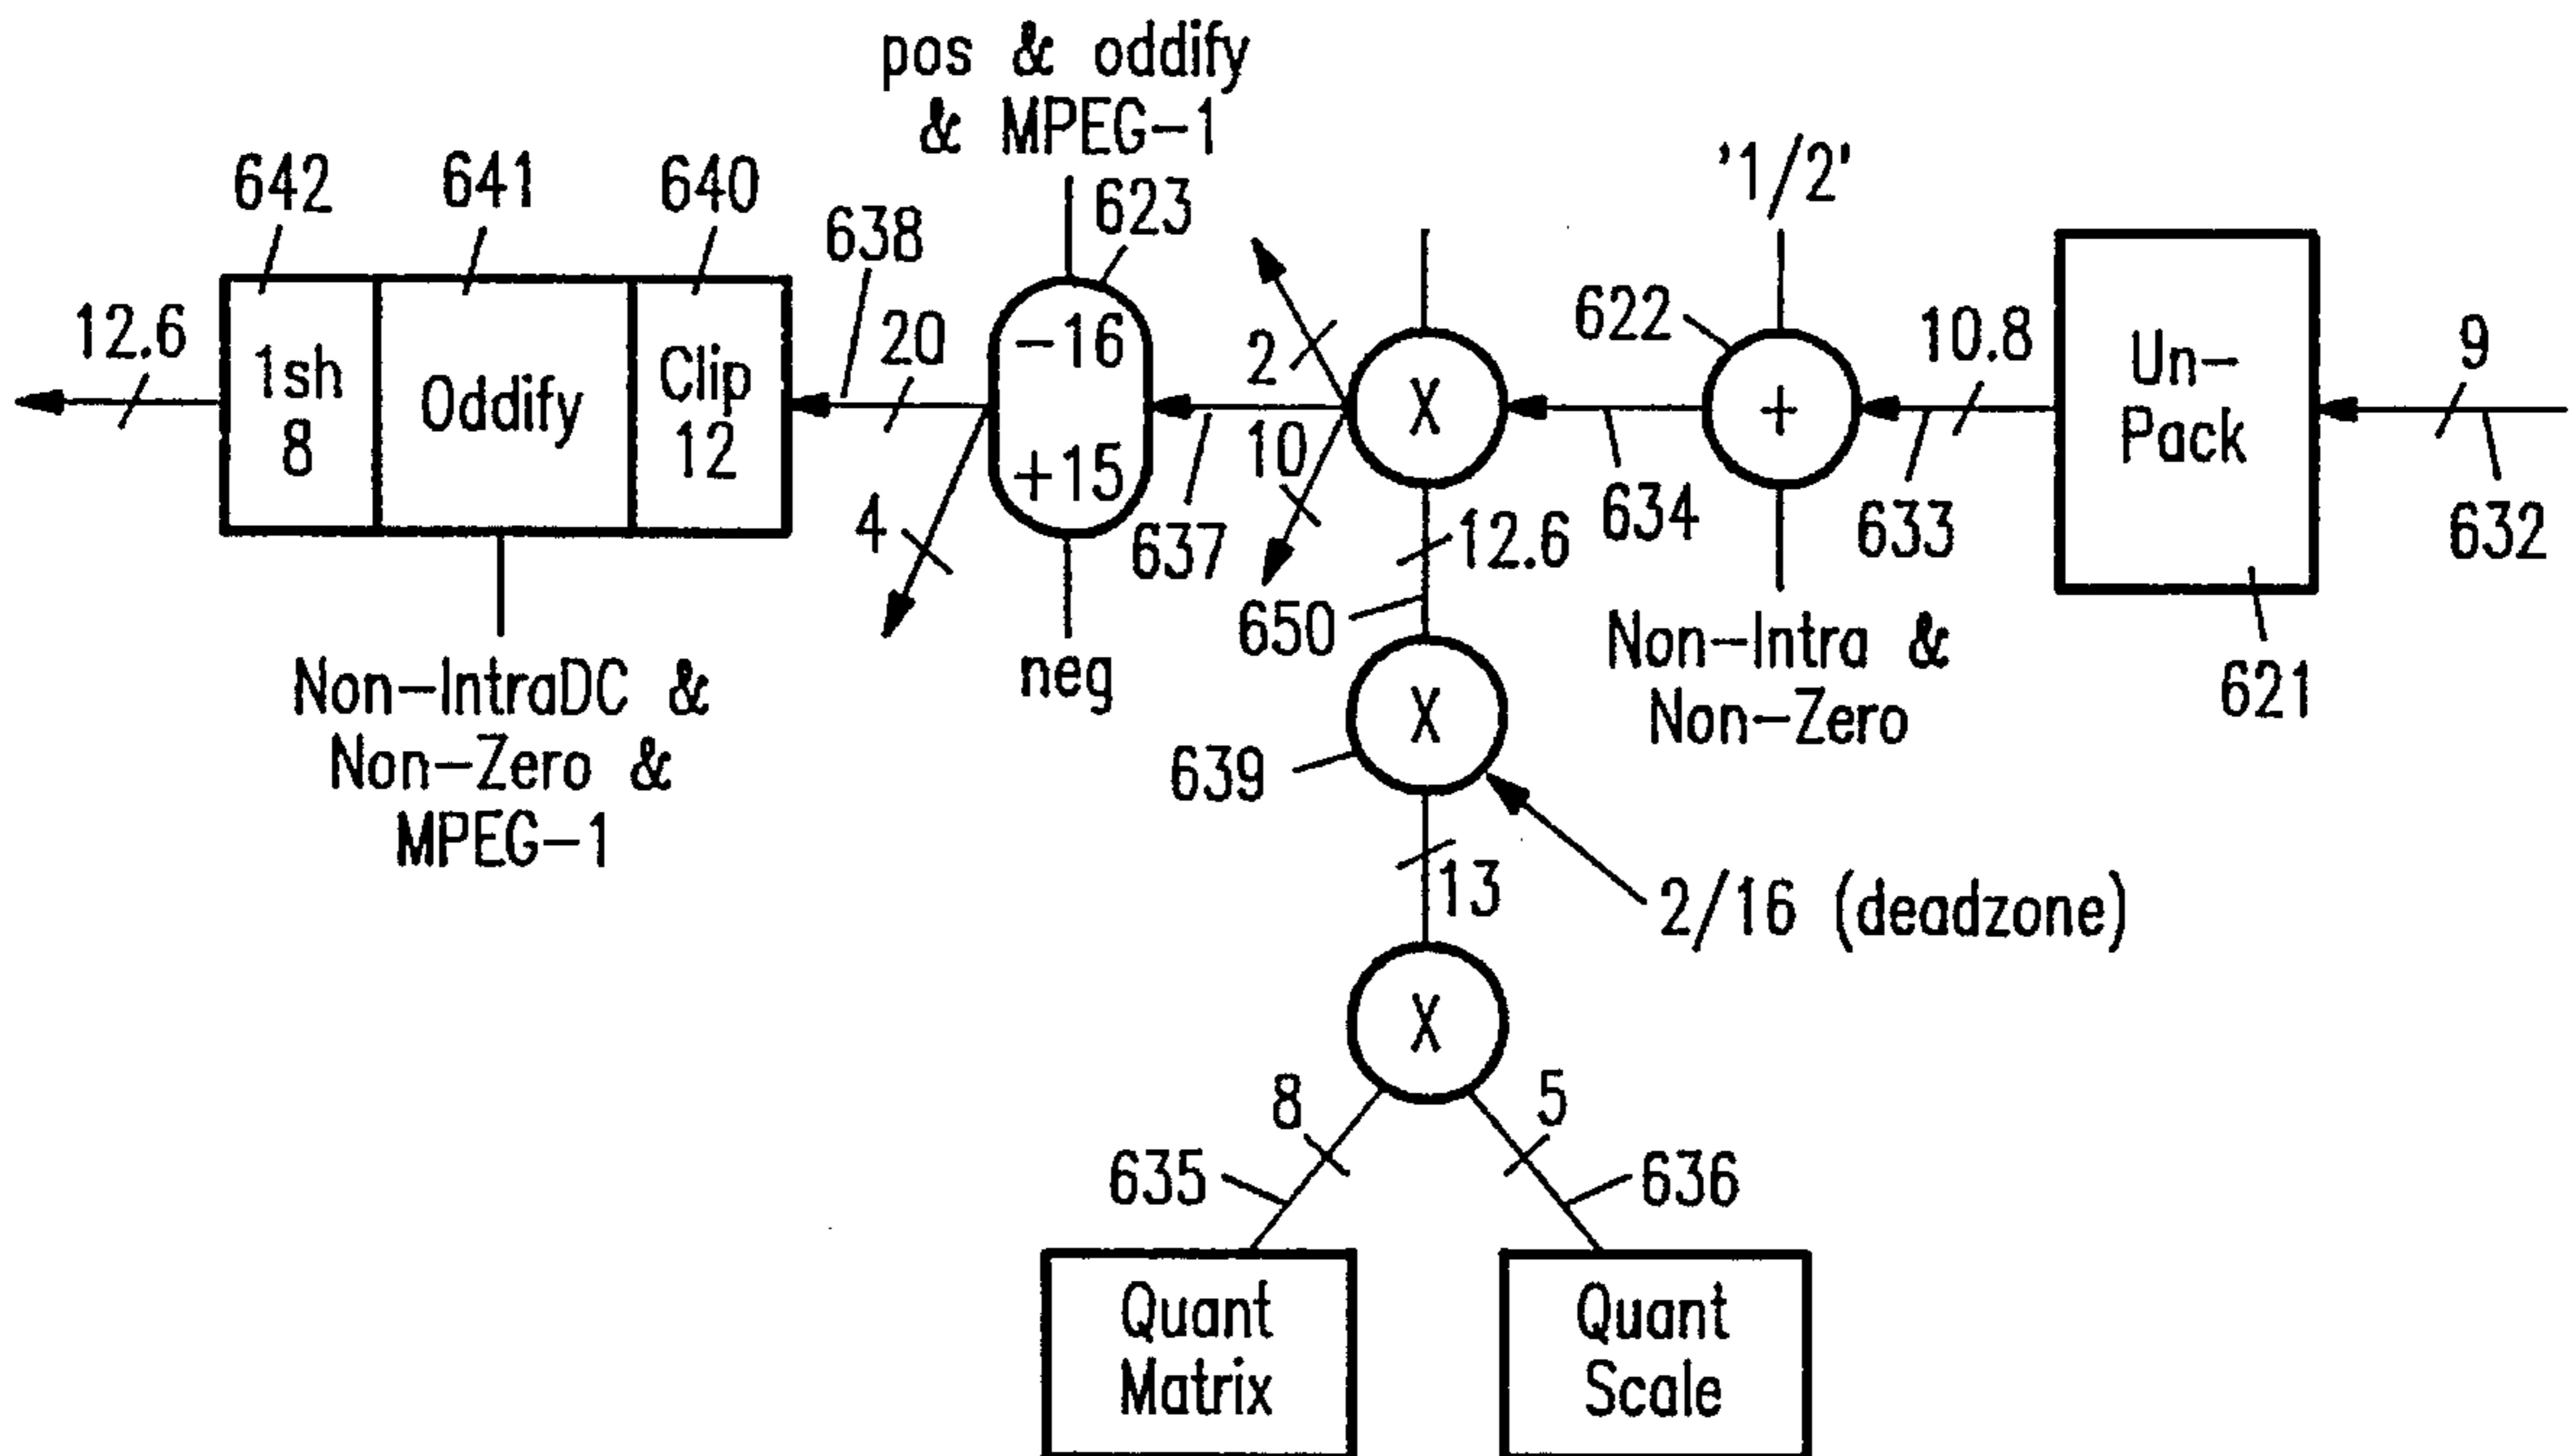 pos & oddify
& MPEG-1
642
641
640
638
623
'1/2'
12.6
1sh
8
Oddify
Clip
12
20
-16
+15
2
10
X
622
+
10.8
Un-
Pack
9
4
637
634
633
632
12.6
650
neg
Non-IntraDC &
Non-Zero &
MPEG-1
Non-Intra &
Non-Zero
621
X
639
13
2/16 (deadzone)
X
8
5
635
636
Quant
Matrix
Quant
Scale